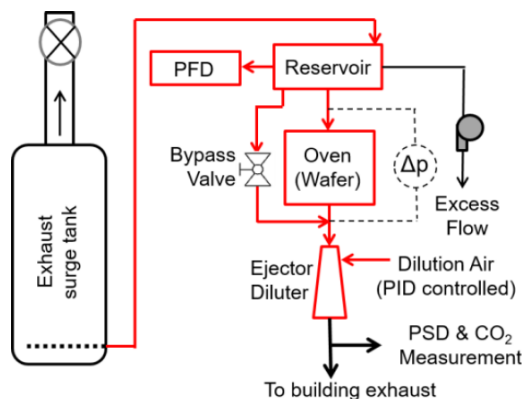 PFD
Reservoir
Bypass
Valve
Oven
(Wafer)
Δp
Excess
Flow
Exhaust
surge tank
Ejector
Diluter
Dilution Air
(PID controlled)
PSD & CO₂
Measurement
To building exhaust